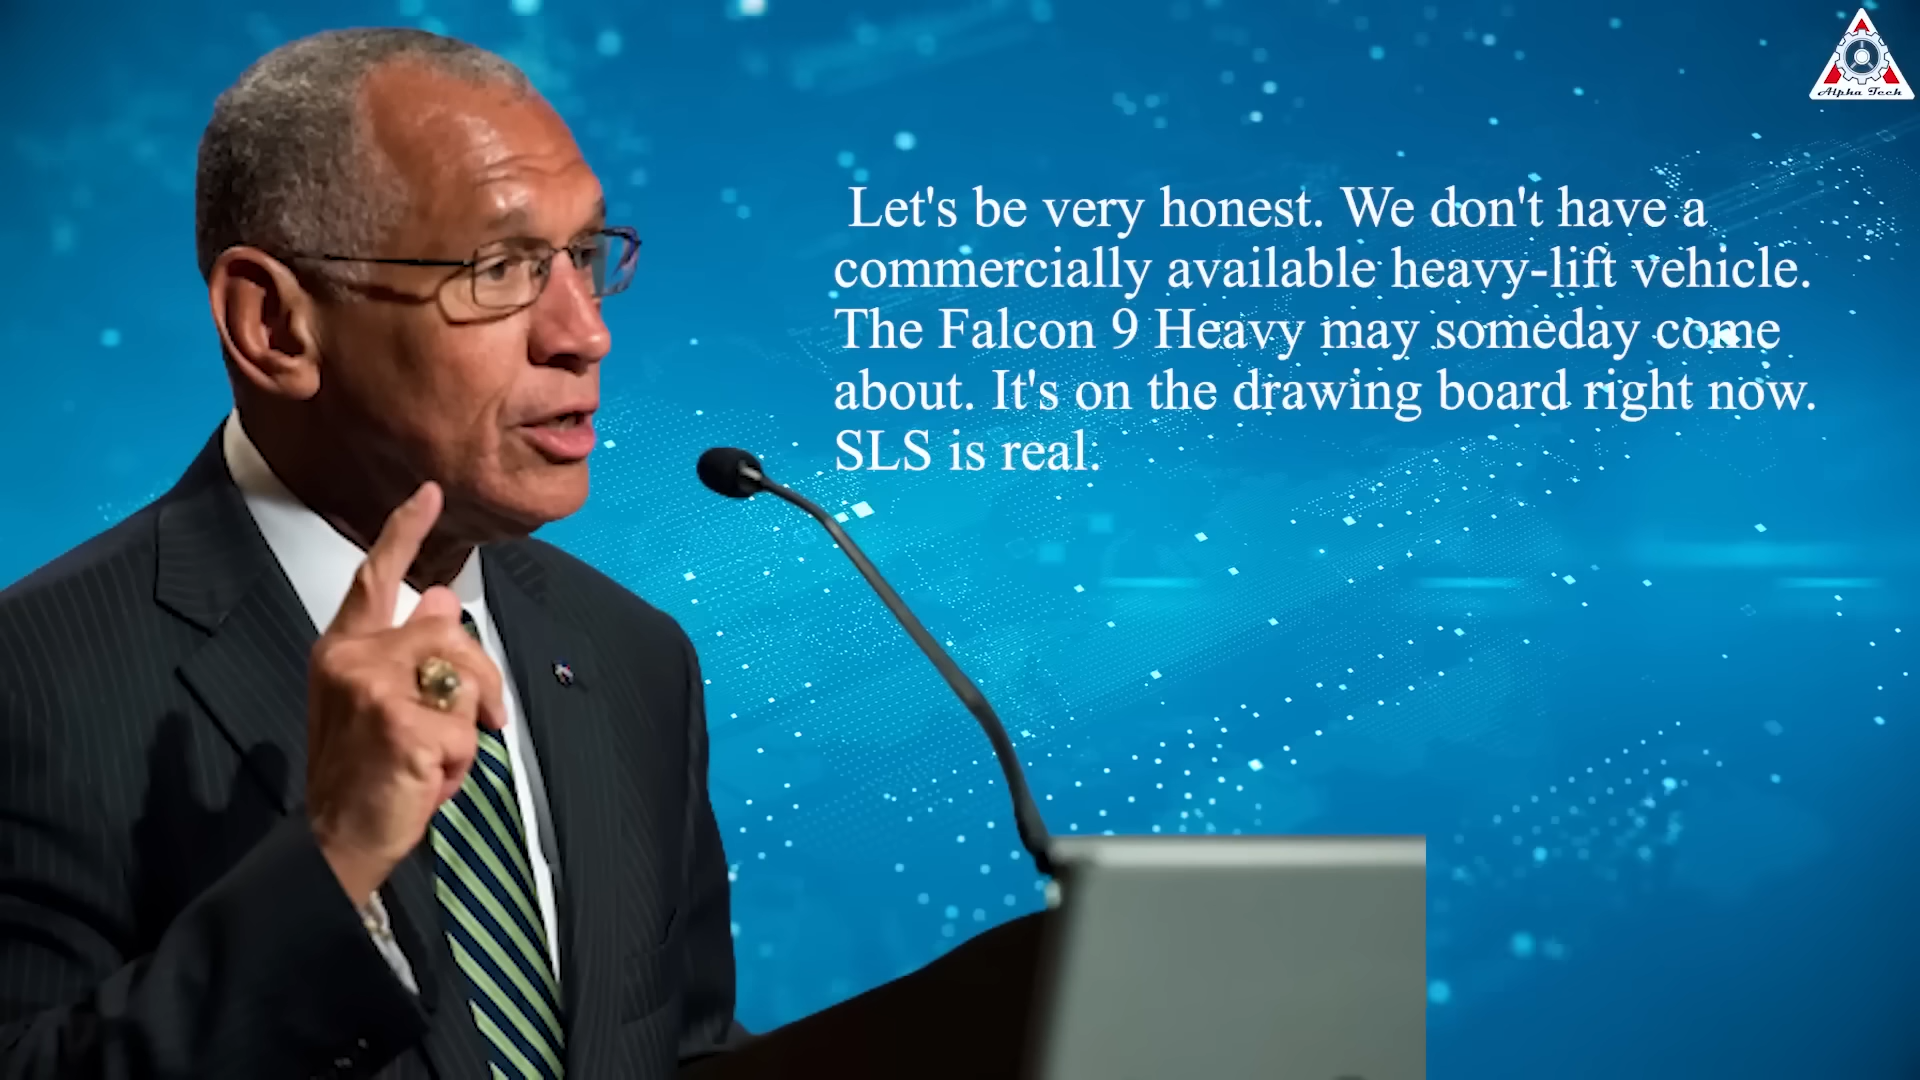 Alpha Tech
Let's be very honest. We don't have a
commercially available heavy-lift vehicle.
The Falcon 9 Heavy may someday come
about. It's on the drawing board right now.
SLS is real.